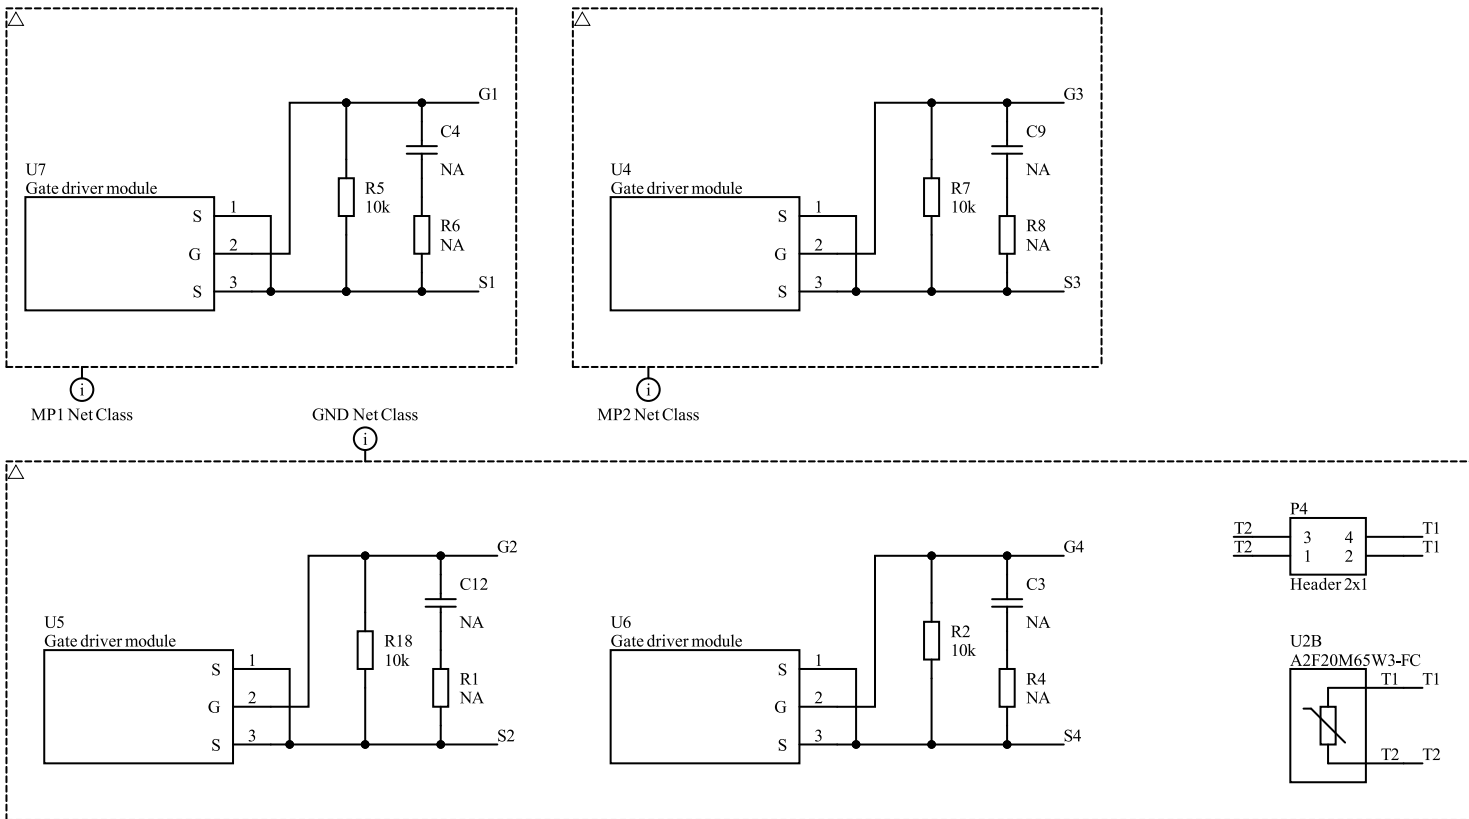 G1
C4
NA
U7
Gate driver module
R5
10k
S
1
R6
NA
G
2
S
3
S1
MP1 Net Class
G3
C9
NA
U4
Gate driver module
R7
10k
S
1
R8
NA
G
2
S
3
S3
MP2 Net Class
GND Net Class
G2
C12
NA
U5
Gate driver module
R18
10k
S
1
R1
NA
G
2
S
3
S2
G4
C3
NA
U6
Gate driver module
R2
10k
S
1
R4
NA
G
2
S
3
S4
P4
T2 3 4 T1
T2 1 2 T1
Header 2x1
U2B
A2F20M65W3-FC
T1 T1
T2 T2